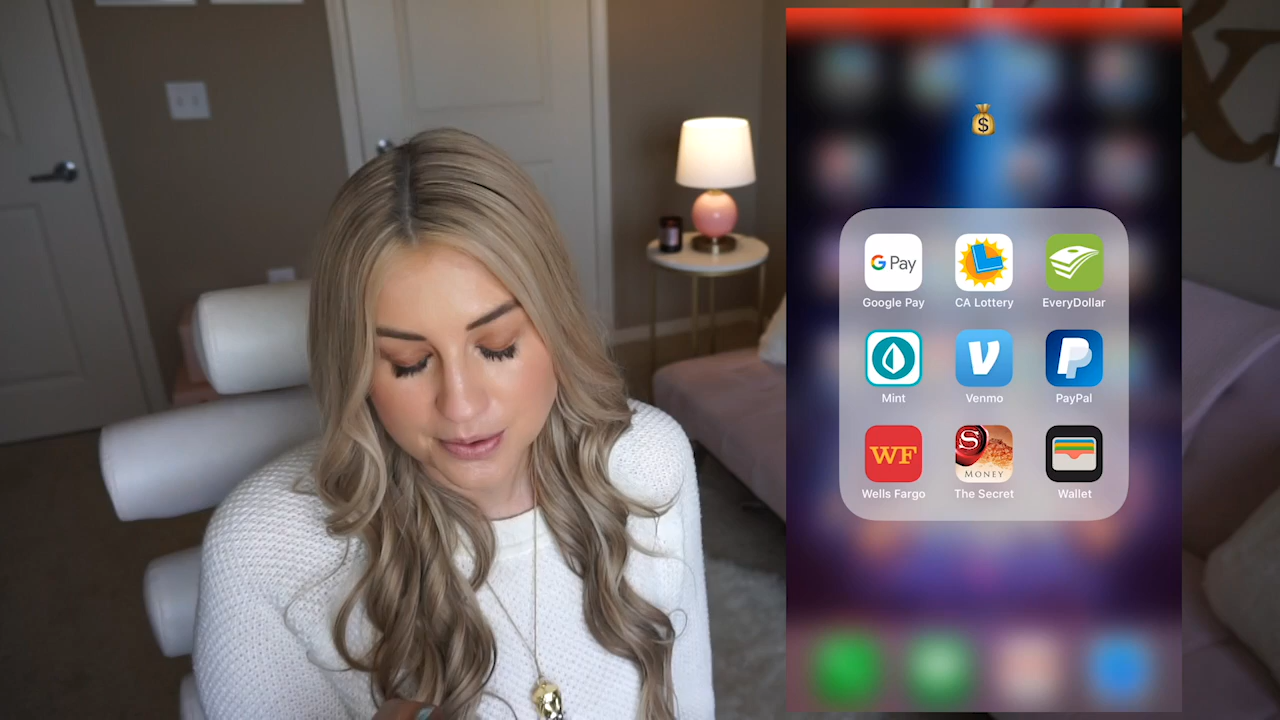 G Pay
Google Pay CA Lottery EveryDollar
Mint Venmo PayPal
WF S MONEY
Wells Fargo The Secret Wallet